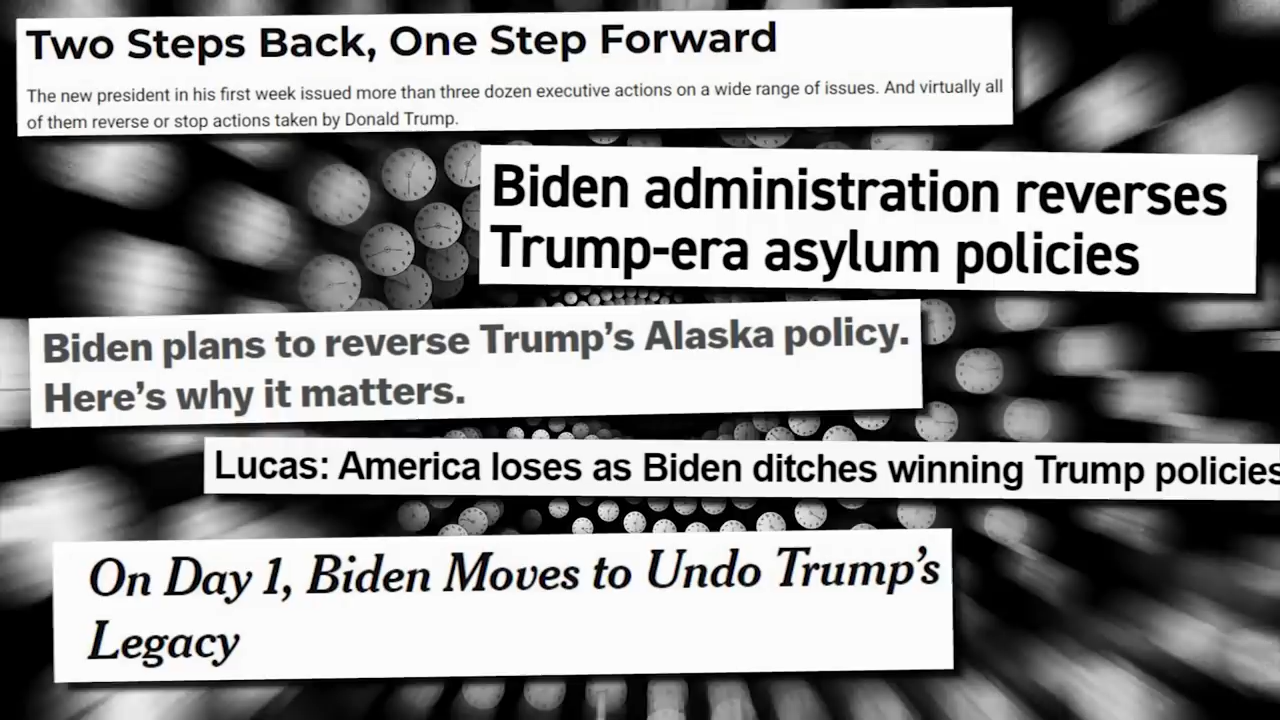 Two Steps Back, One Step Forward
The new president in his first week issued more than three dozen executive actions on a wide range of issues. And virtually all
of them reverse or stop actions taken by Donald Trump.
Biden administration reverses
Trump-era asylum policies
Biden plans to reverse Trump’s Alaska policy.
Here’s why it matters.
Lucas: America loses as Biden ditches winning Trump policies
On Day 1, Biden Moves to Undo Trump’s
Legacy